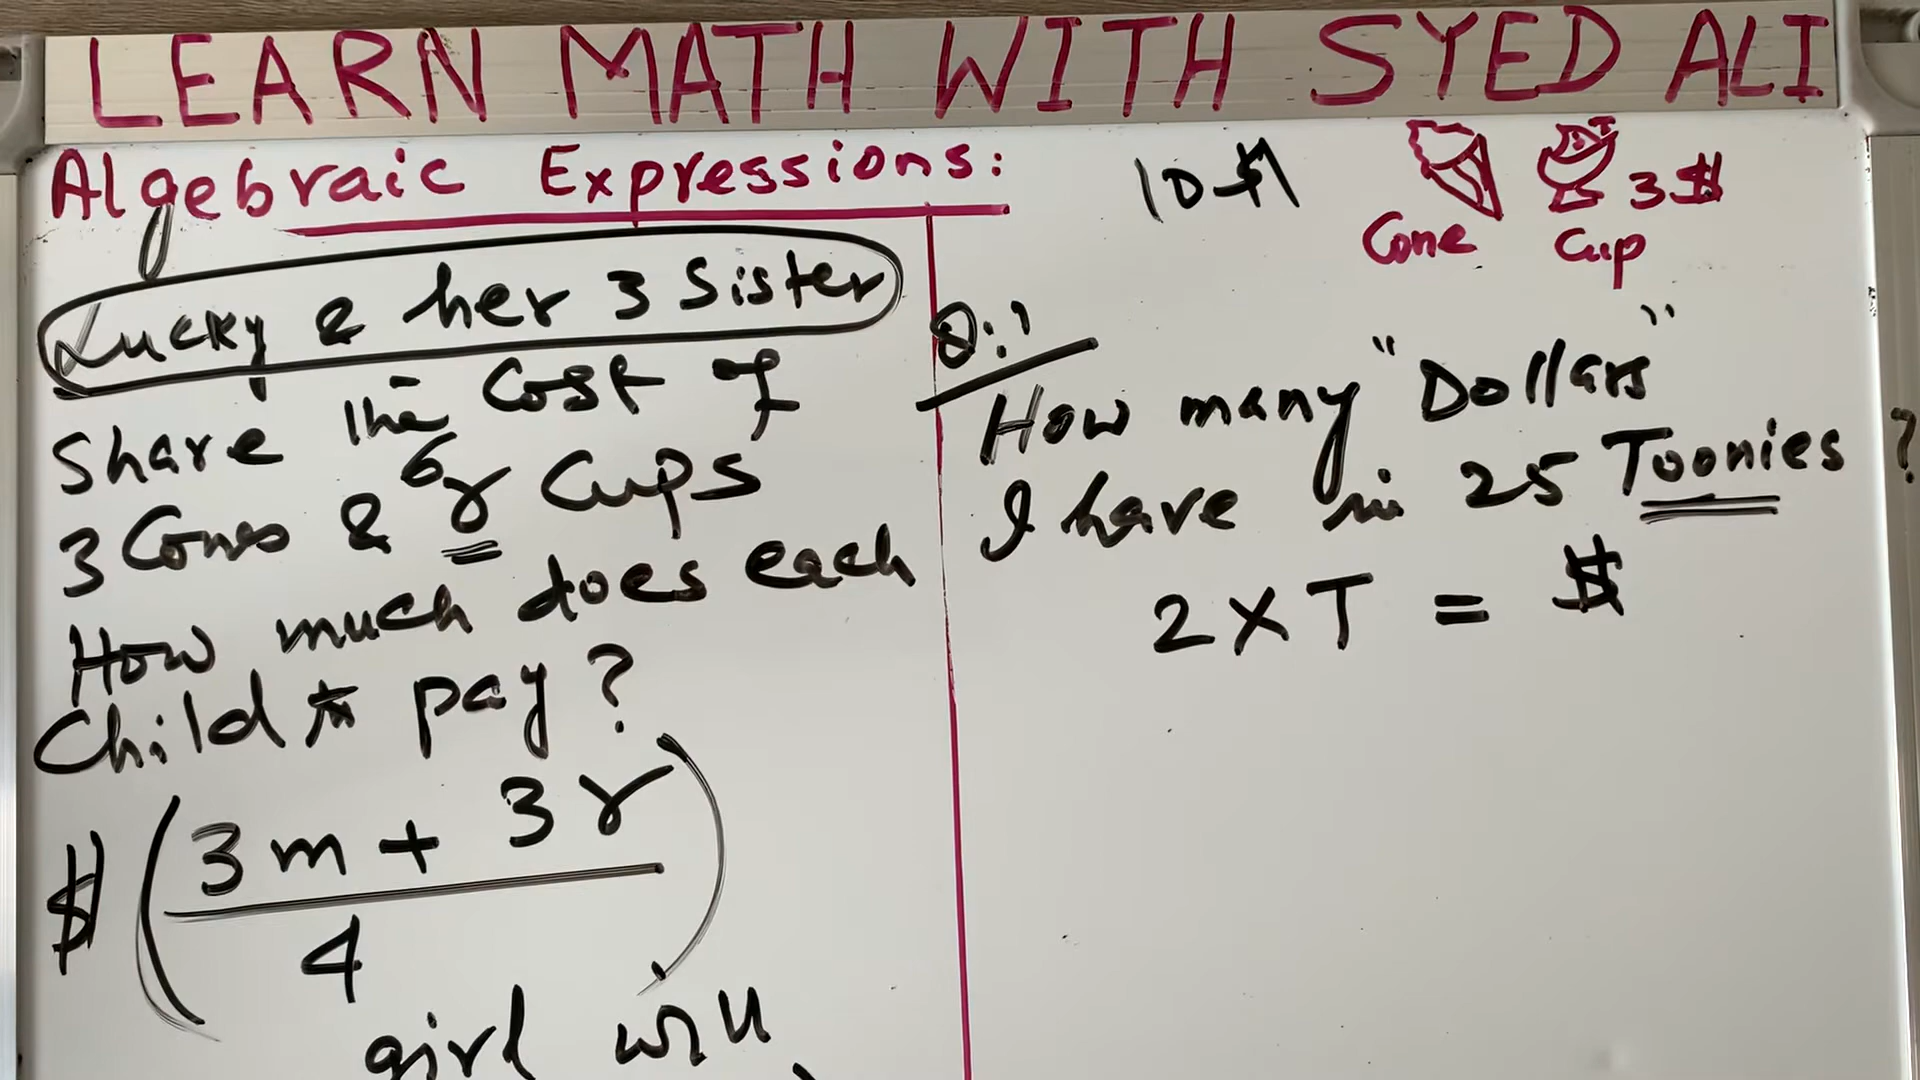 LEARN MATH WITH SYED ALI
Algebraic Expressions:
10 $
3 $
Cone Cup
Lucky & her 3 Sister
Share the Cost of
6
3 Cones & r Cups
How much does each
Child pay?
$ (3m + 3r)
4
girl will
Q:1
How many "Dollars"
I have in 25 Toonies ?
2 X T = $